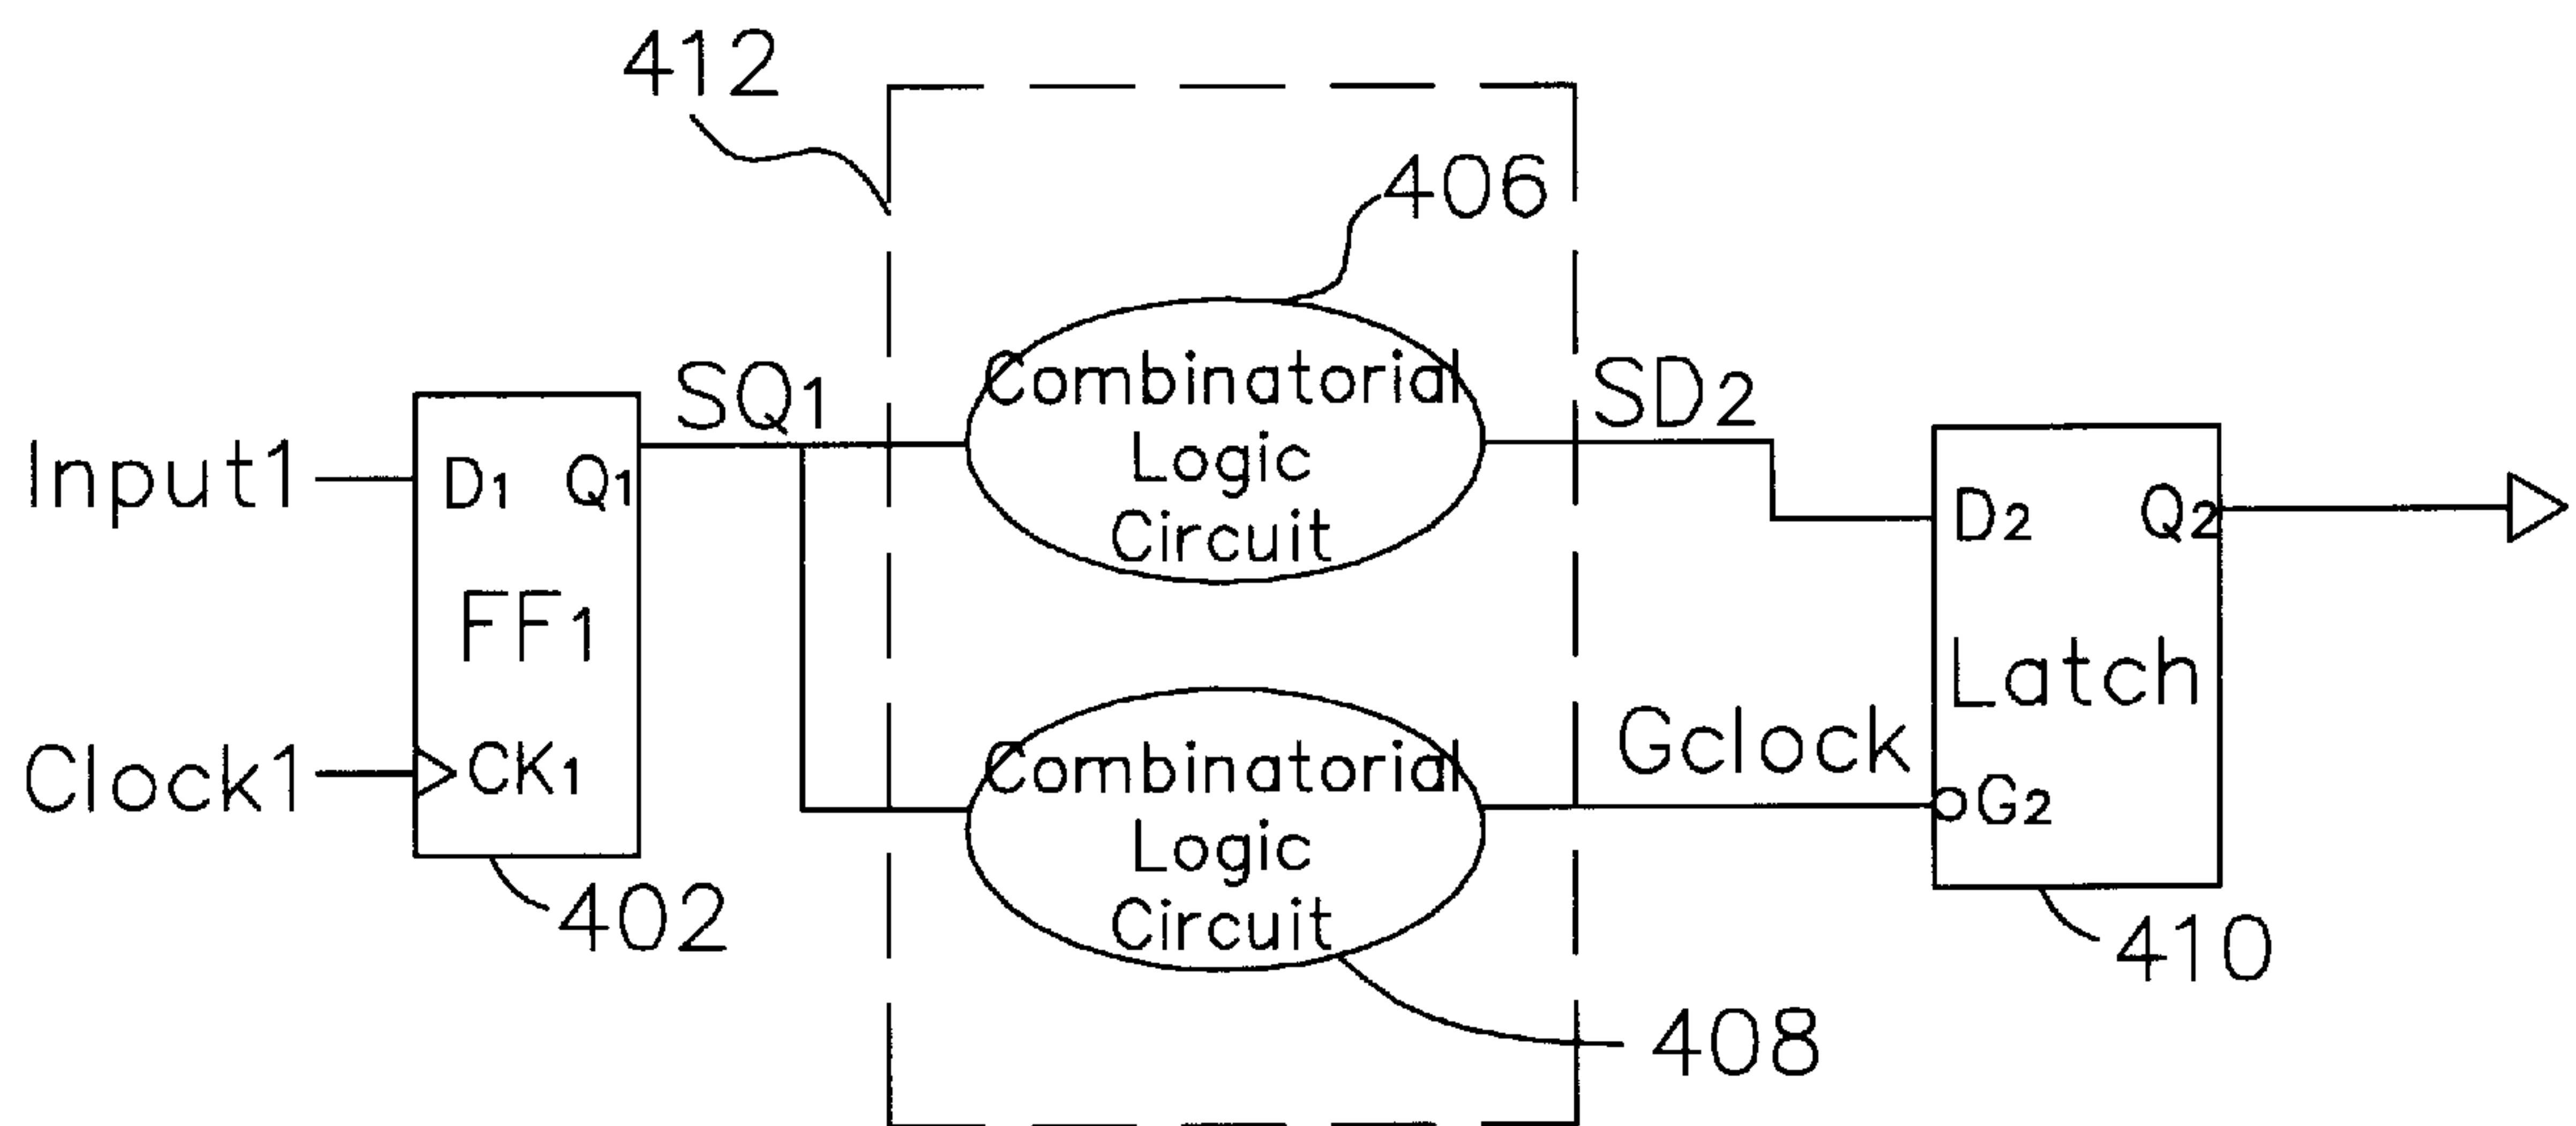 412
406
Combinatorial
Logic
Circuit
SQ1
SD2
Input1
D1 Q1
FF1
Clock1
CK1
402
D2 Q2
Latch
Gclock
G2
Combinatorial
Logic
Circuit
410
408